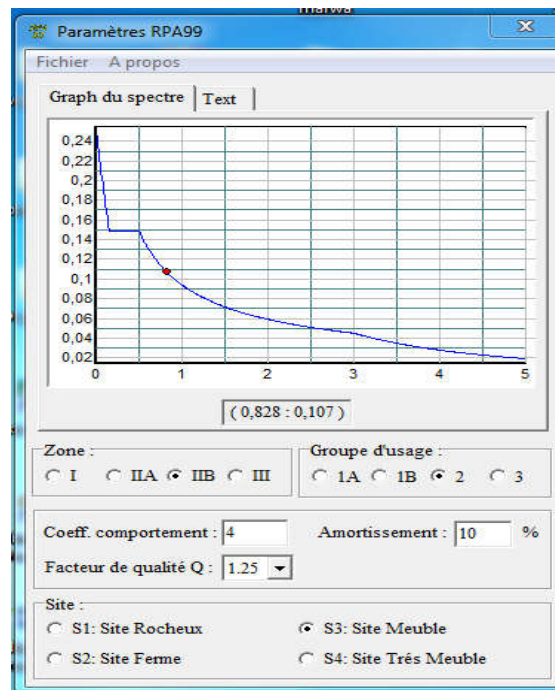 marwa
Paramètres RPA99
Fichier A propos
Graph du spectre Text
0,24
0,22
0,2
0,18
0,16
0,14
0,12
0,1
0,08
0,06
0,04
0,02
0 1 2 3 4 5
( 0,828 : 0,107 )
Zone : Groupe d'usage :
I IIA IIB III 1A 1B 2 3
Coeff. comportement : 4 Amortissement : 10 %
Facteur de qualité Q : 1.25
Site :
S1: Site Rocheux S3: Site Meuble
S2: Site Ferme S4: Site Trés Meuble